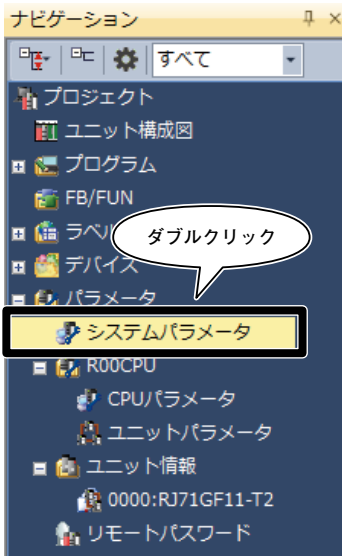 ナビゲーション
すべて
プロジェクト
ユニット構成図
プログラム
FB/FUN
ラベル
ダブルクリック
デバイス
パラメータ
システムパラメータ
R00CPU
CPUパラメータ
ユニットパラメータ
ユニット情報
0000:RJ71GF11-T2
リモートパスワード